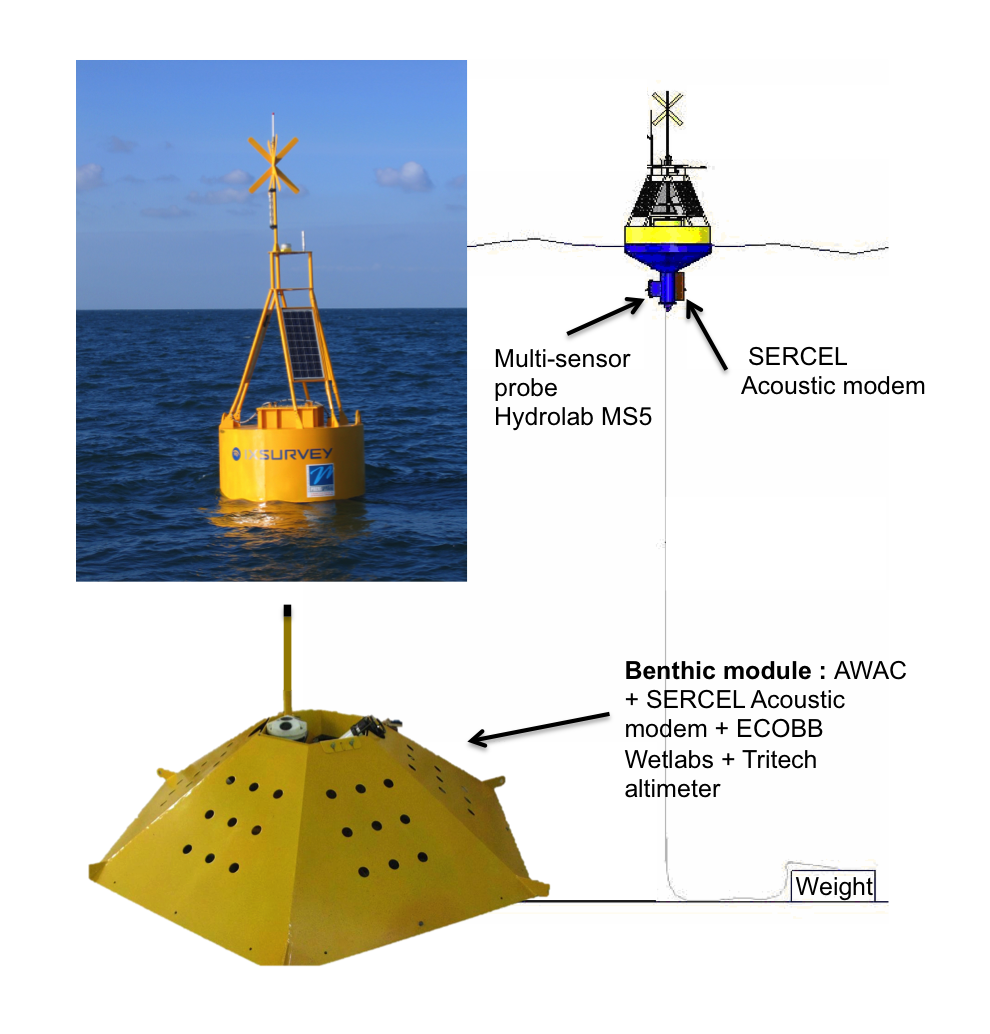 IXSURVEY
Multi-sensor
probe
Hydrolab MS5
SERCEL
Acoustic modem
Benthic module : AWAC
+ SERCEL Acoustic
modem + ECOBB
Wetlabs + Tritech
altimeter
Weight